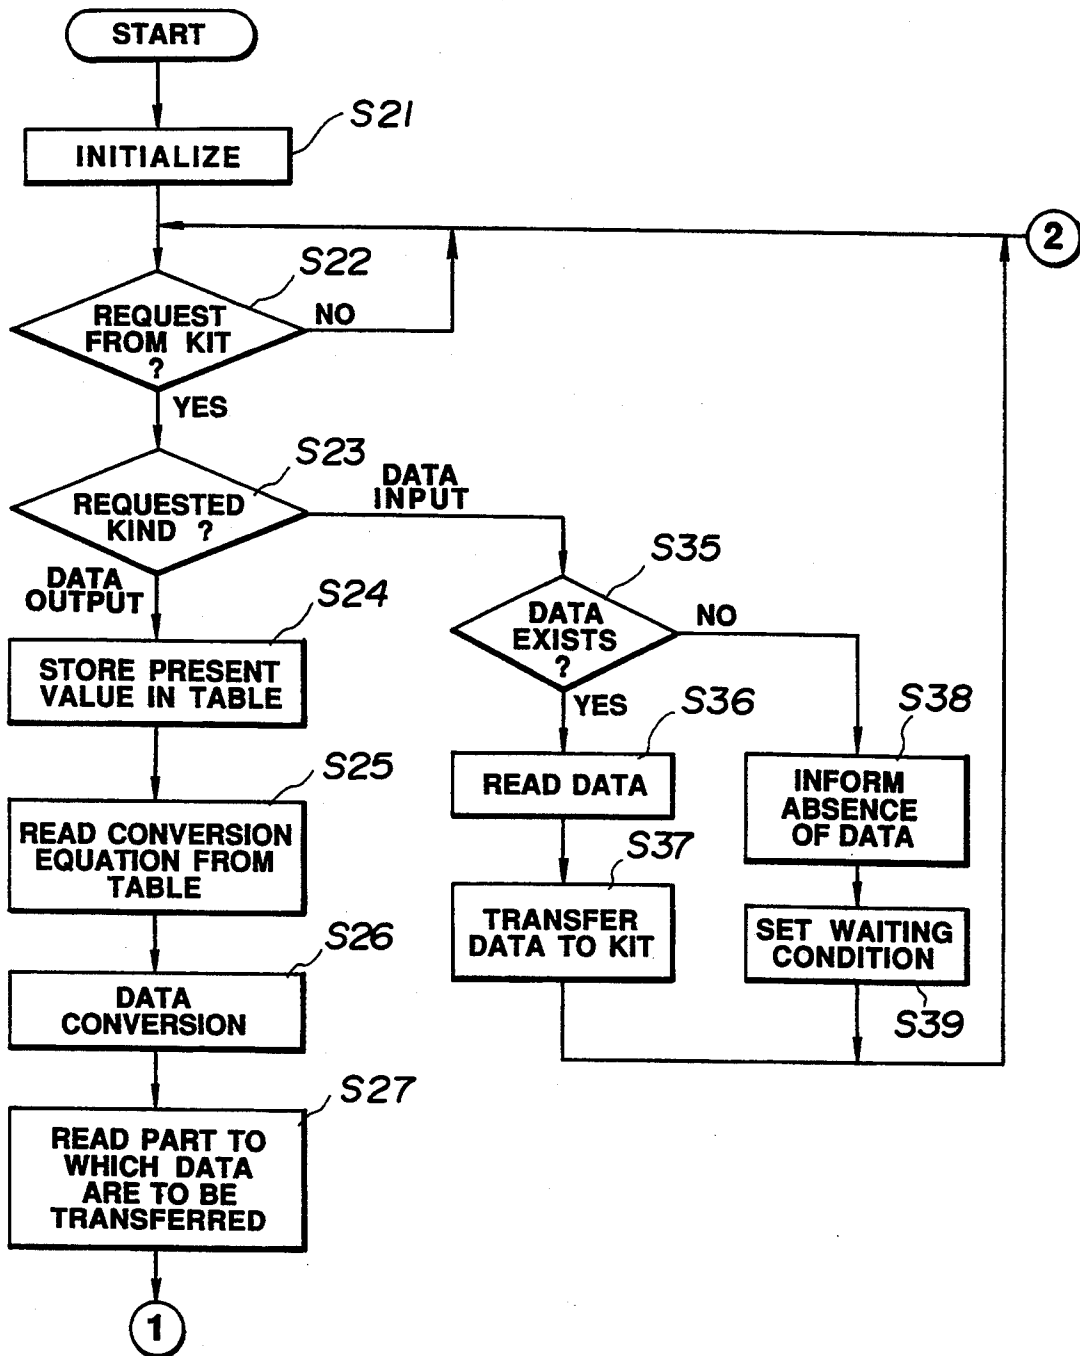 START
S21
INITIALIZE
2
S22
REQUEST
FROM KIT
?
NO
YES
S23
REQUESTED
KIND ?
DATA
INPUT
DATA
OUTPUT
S24
STORE PRESENT
VALUE IN TABLE
S35
DATA
EXISTS
?
NO
YES
S36
READ DATA
S38
INFORM
ABSENCE
OF DATA
S25
READ CONVERSION
EQUATION FROM
TABLE
S37
TRANSFER
DATA TO KIT
SET WAITING
CONDITION
S39
S26
DATA
CONVERSION
S27
READ PART TO
WHICH DATA
ARE TO BE
TRANSFERRED
1